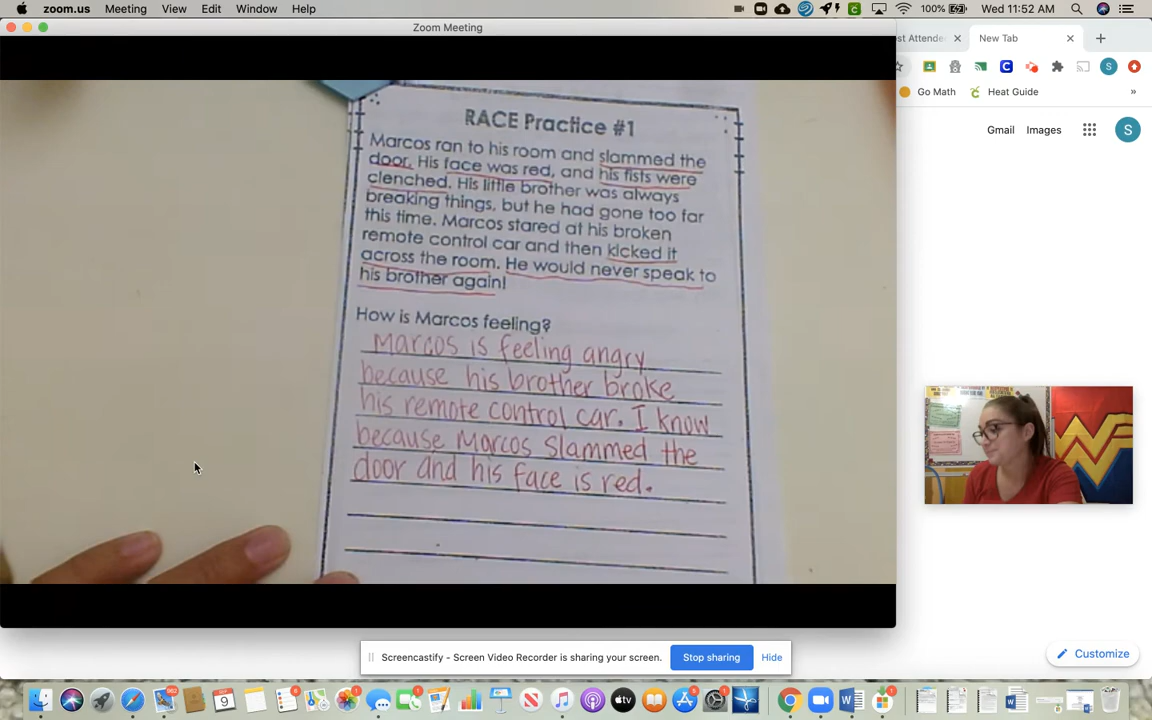 zoom.us Meeting View Edit Window Help
100% Wed 11:52 AM
Zoom Meeting
st Attende
New Tab
Go Math
Heat Guide
»
Gmail
Images
S
S
RACE Practice #1
Marcos ran to his room and slammed the
door. His face was red, and his fists were
clenched. His little brother was always
breaking things, but he had gone too far
this time. Marcos stared at his broken
remote control car and then kicked it
across the room. He would never speak to
his brother again!
How is Marcos feeling?
Marcos is feeling angry
because his brother broke
his remote control car. I know
because Marcos slammed the
door and his face is red.
Screencastify - Screen Video Recorder is sharing your screen.
Stop sharing
Hide
Customize